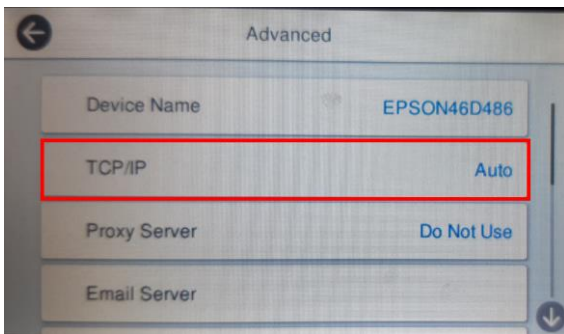 Advanced
Device Name EPSON46D486
TCP/IP Auto
Proxy Server Do Not Use
Email Server